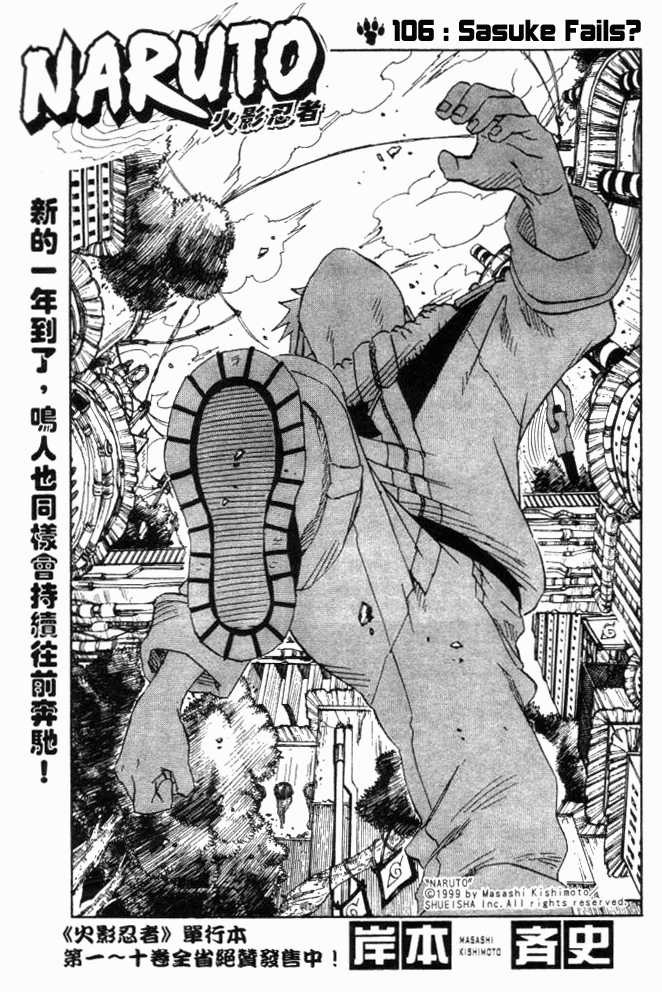 NARUTO
火影忍者
106 : Sasuke Fails?
新的一年到了，鳴人也同樣會持續往前奔馳！
"NARUTO"
©1999 by Masashi Kishimoto/
SHUEISHA Inc. All rights reserved.
《火影忍者》單行本
第一～十卷全省絕贊發售中！
岸本
MASASHI
KISHIMOTO
斉史